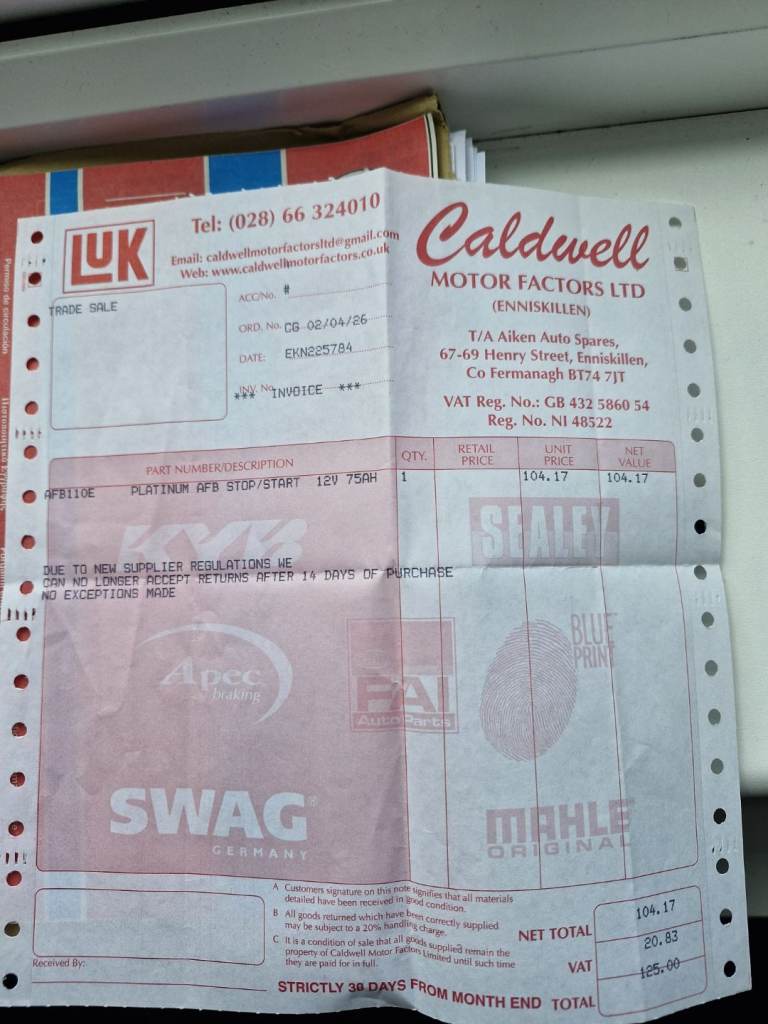 LUK
Tel: (028) 66 324010
Email: caldwellmotorfactorsltd@gmail.com
Web: www.caldwellmotorfactors.co.uk
Caldwell
MOTOR FACTORS LTD
(ENNISKILLEN)
T/A Aiken Auto Spares,
67-69 Henry Street, Enniskillen,
Co Fermanagh BT74 7JT
VAT Reg. No.: GB 432 5860 54
Reg. No. NI 48522
TRADE SALE
ACC/No. #
ORD. No. CG 02/04/26
DATE: EKN225784
INV. No. *** INVOICE ***
PART NUMBER/DESCRIPTION QTY. RETAIL PRICE UNIT PRICE NET VALUE
AFB110E PLATINUM AFB STOP/START 12V 75AH 1 104.17 104.17
KYB
SEALEY
DUE TO NEW SUPPLIER REGULATIONS WE
CAN NO LONGER ACCEPT RETURNS AFTER 14 DAYS OF PURCHASE
NO EXCEPTIONS MADE
Apec
braking
FAI
Auto Parts
BLUE
PRINT
SWAG
GERMANY
MAHLE
ORIGINAL
A Customers signature on this note signifies that all materials
detailed have been received in good condition.
B All goods returned which have been correctly supplied
may be subject to a 20% handling charge.
C It is a condition of sale that all goods supplied remain the
property of Caldwell Motor Factors Limited until such time
they are paid for in full.
Received By:
NET TOTAL 104.17
VAT 20.83
STRICTLY 30 DAYS FROM MONTH END TOTAL 125.00
Permiso de circulación